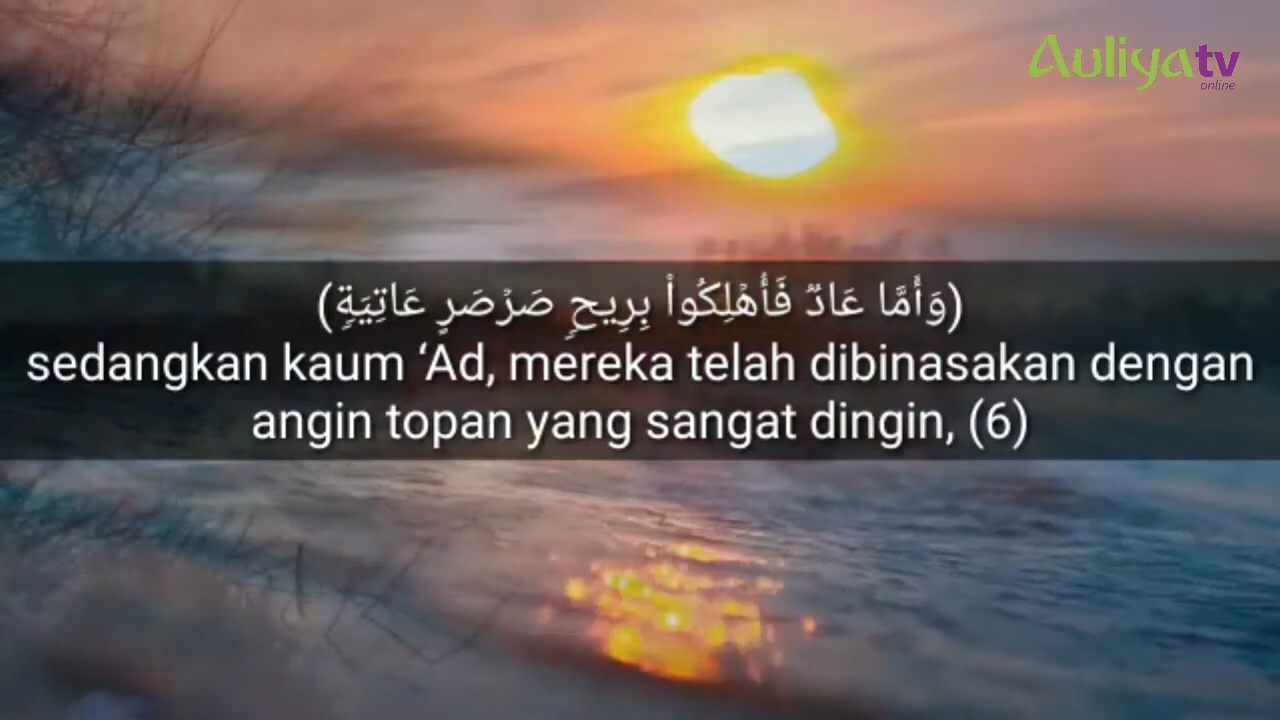 Auliyatv
online
(وَأَمَّا عَادٌ فَأُهۡلِكُواْ بِرِيحٖ صَرۡصَرٍ عَاتِيَةٖ)
sedangkan kaum ‘Ad, mereka telah dibinasakan dengan
angin topan yang sangat dingin, (6)